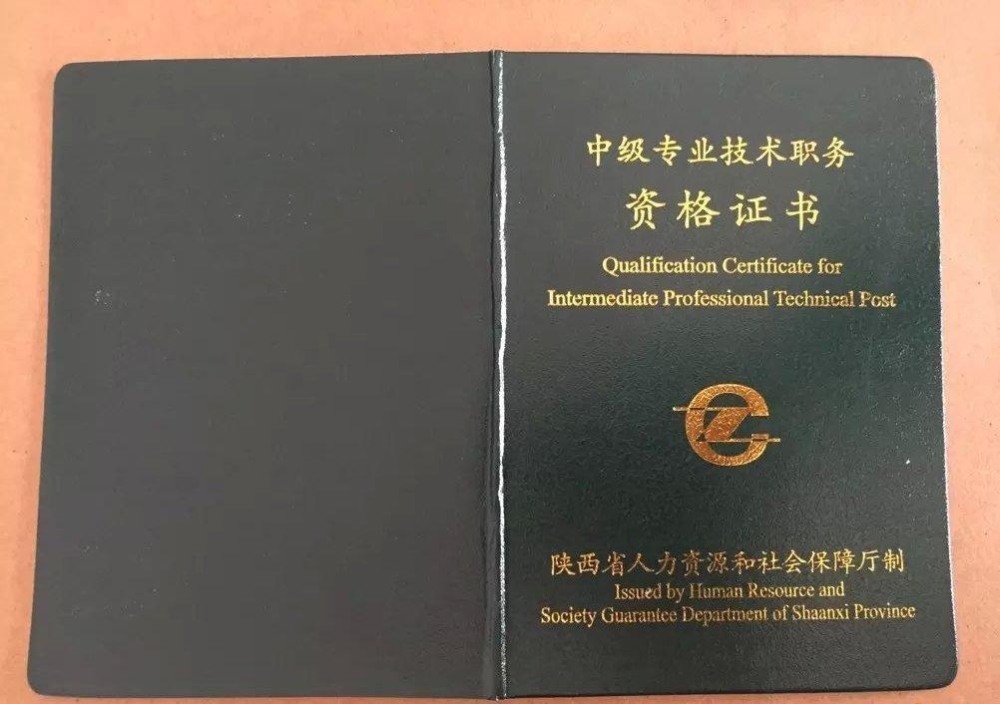 中级专业技术职务
资格证书
Qualification Certificate for
Intermediate Professional Technical Post
陕西省人力资源和社会保障厅制
Issued by Human Resource and
Society Guarantee Department of Shaanxi Province